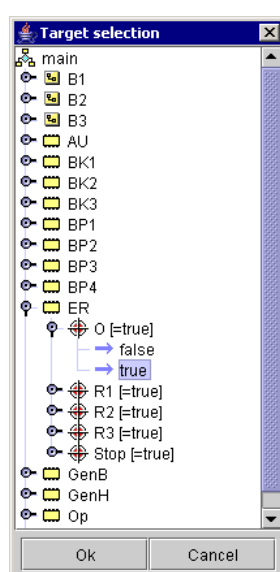 Target selection
main
B1
B2
B3
AU
BK1
BK2
BK3
BP1
BP2
BP3
BP4
ER
O [=true]
false
true
R1 [=true]
R2 [=true]
R3 [=true]
Stop [=true]
GenB
GenH
Op
Ok Cancel